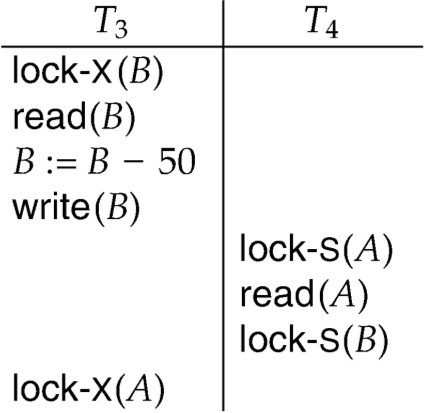 T₃ T₄
lock-X(B)
read(B)
B := B − 50
write(B)
lock-S(A)
read(A)
lock-S(B)
lock-X(A)